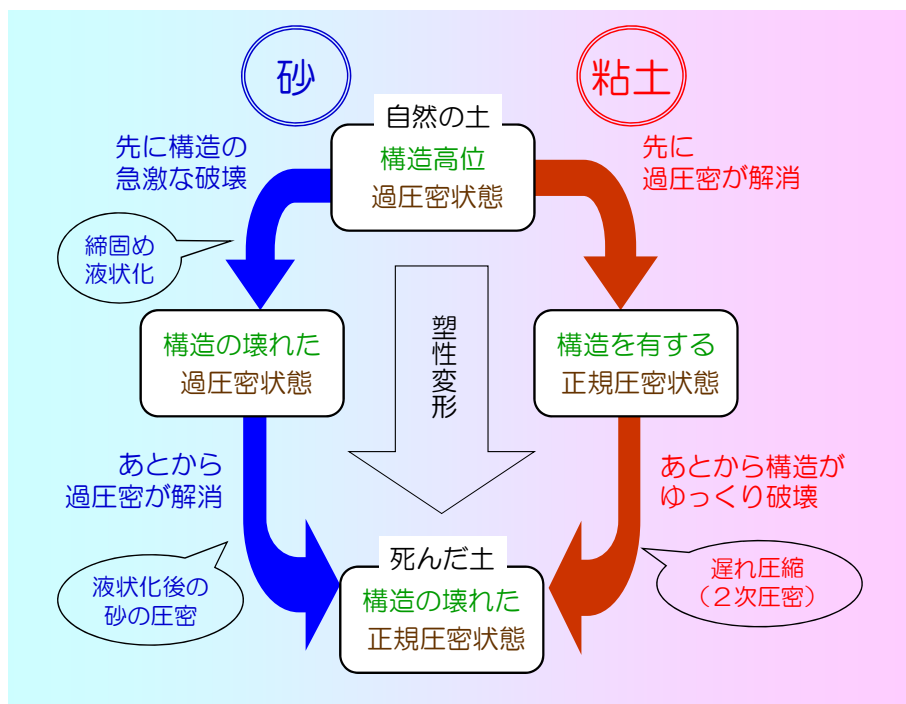 砂
粘土
自然の土
構造高位
過圧密状態
先に構造の
急激な破壊
先に
過圧密が解消
締固め
液状化
構造の壊れた
過圧密状態
塑性変形
構造を有する
正規圧密状態
あとから
過圧密が解消
あとから構造が
ゆっくり破壊
液状化後の
砂の圧密
死んだ土
構造の壊れた
正規圧密状態
遅れ圧縮
（２次圧密）